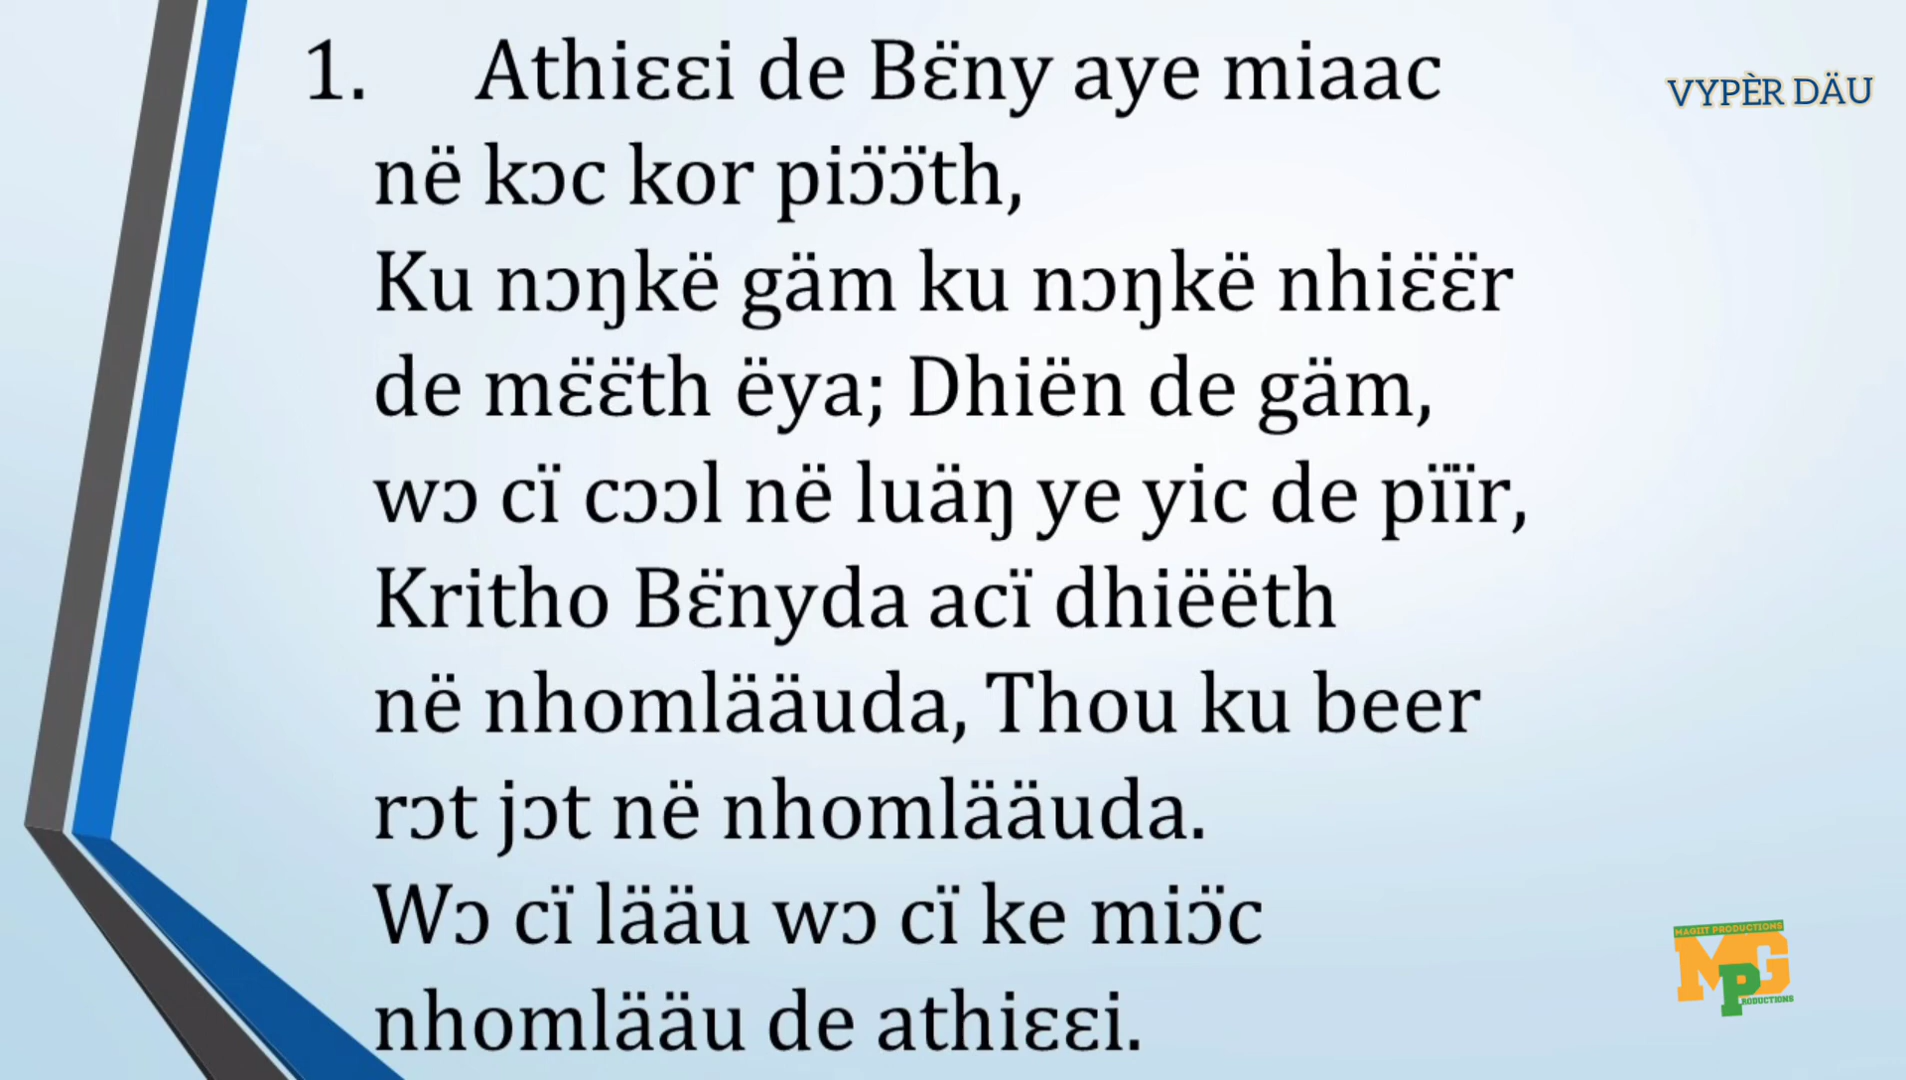 1. Athiɛɛi de Bɛ̈ny aye miaac
VYPÈR DÄU
në kɔc kor piɔ̈ɔ̈th,
Ku nɔŋkë gäm ku nɔŋkë nhiɛ̈ɛ̈r
de mɛ̈ɛ̈th ëya; Dhiën de gäm,
wɔ cï cɔɔl në luäŋ ye yic de pïïr,
Kritho Bɛ̈nyda acï dhiëëth
në nhomlääuda, Thou ku beer
rɔt jɔt në nhomlääuda.
Wɔ cï lääu wɔ cï ke miɔ̈c
nhomlääu de athiɛɛi.
MAGIIT PRODUCTIONS
MPG
PRODUCTIONS